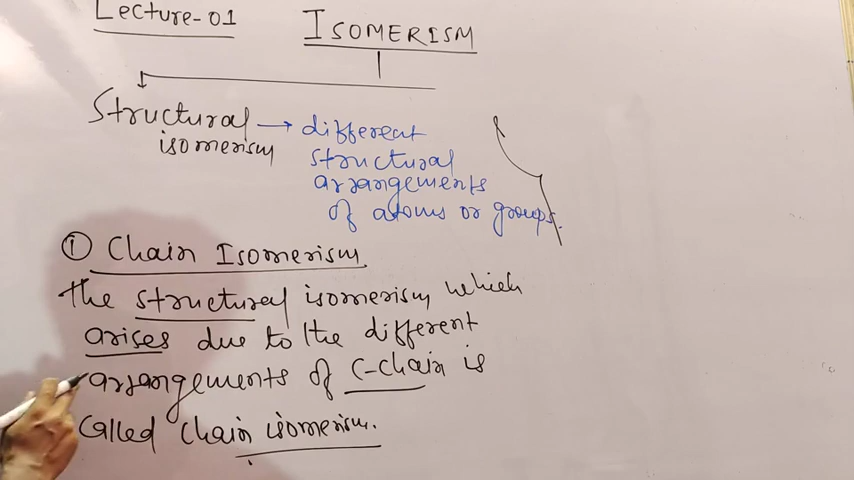 Lecture-01
ISOMERISM
Structural
isomerism
→ different
structural
arrangements
of atoms or groups.
① Chain Isomerism
The structural isomerism which
arises due to the different
arrangements of C-chain is
called chain isomerism.